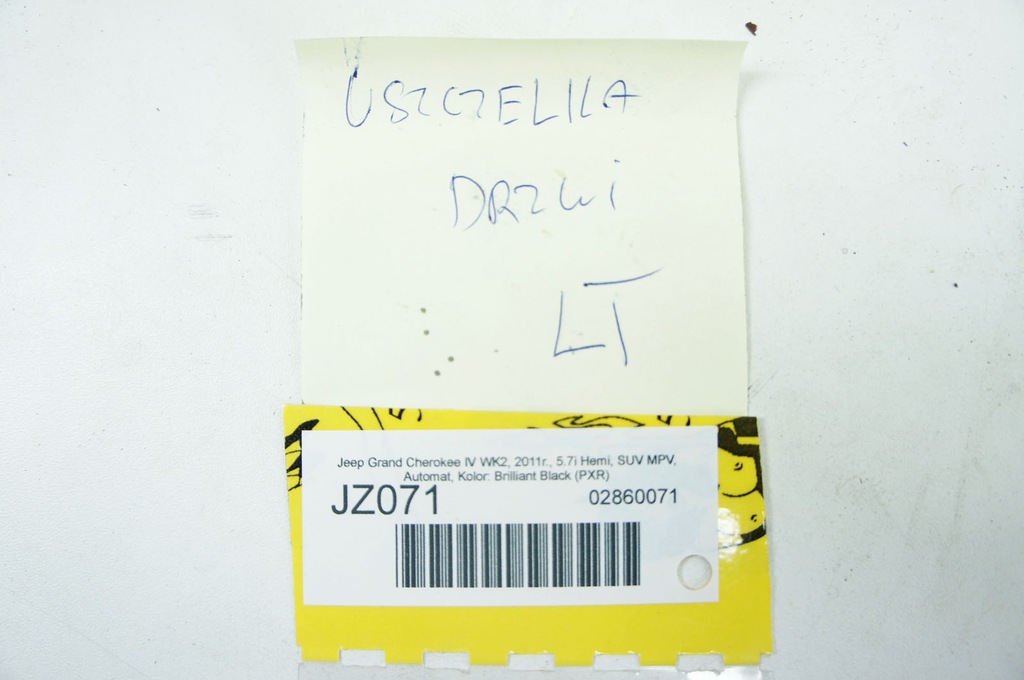 USZCZELKA
DRZWI
LT
Jeep Grand Cherokee IV WK2, 2011r., 5.7i Hemi, SUV MPV,
Automat, Kolor: Brilliant Black (PXR)
JZ071 02860071